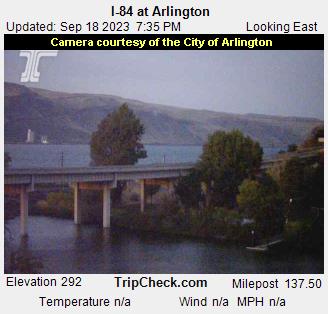 I-84 at Arlington
Updated: Sep 18 2023 7:35 PM Looking East
Camera courtesy of the City of Arlington
Elevation 292 TripCheck.com Milepost 137.50
Temperature n/a Wind n/a MPH n/a